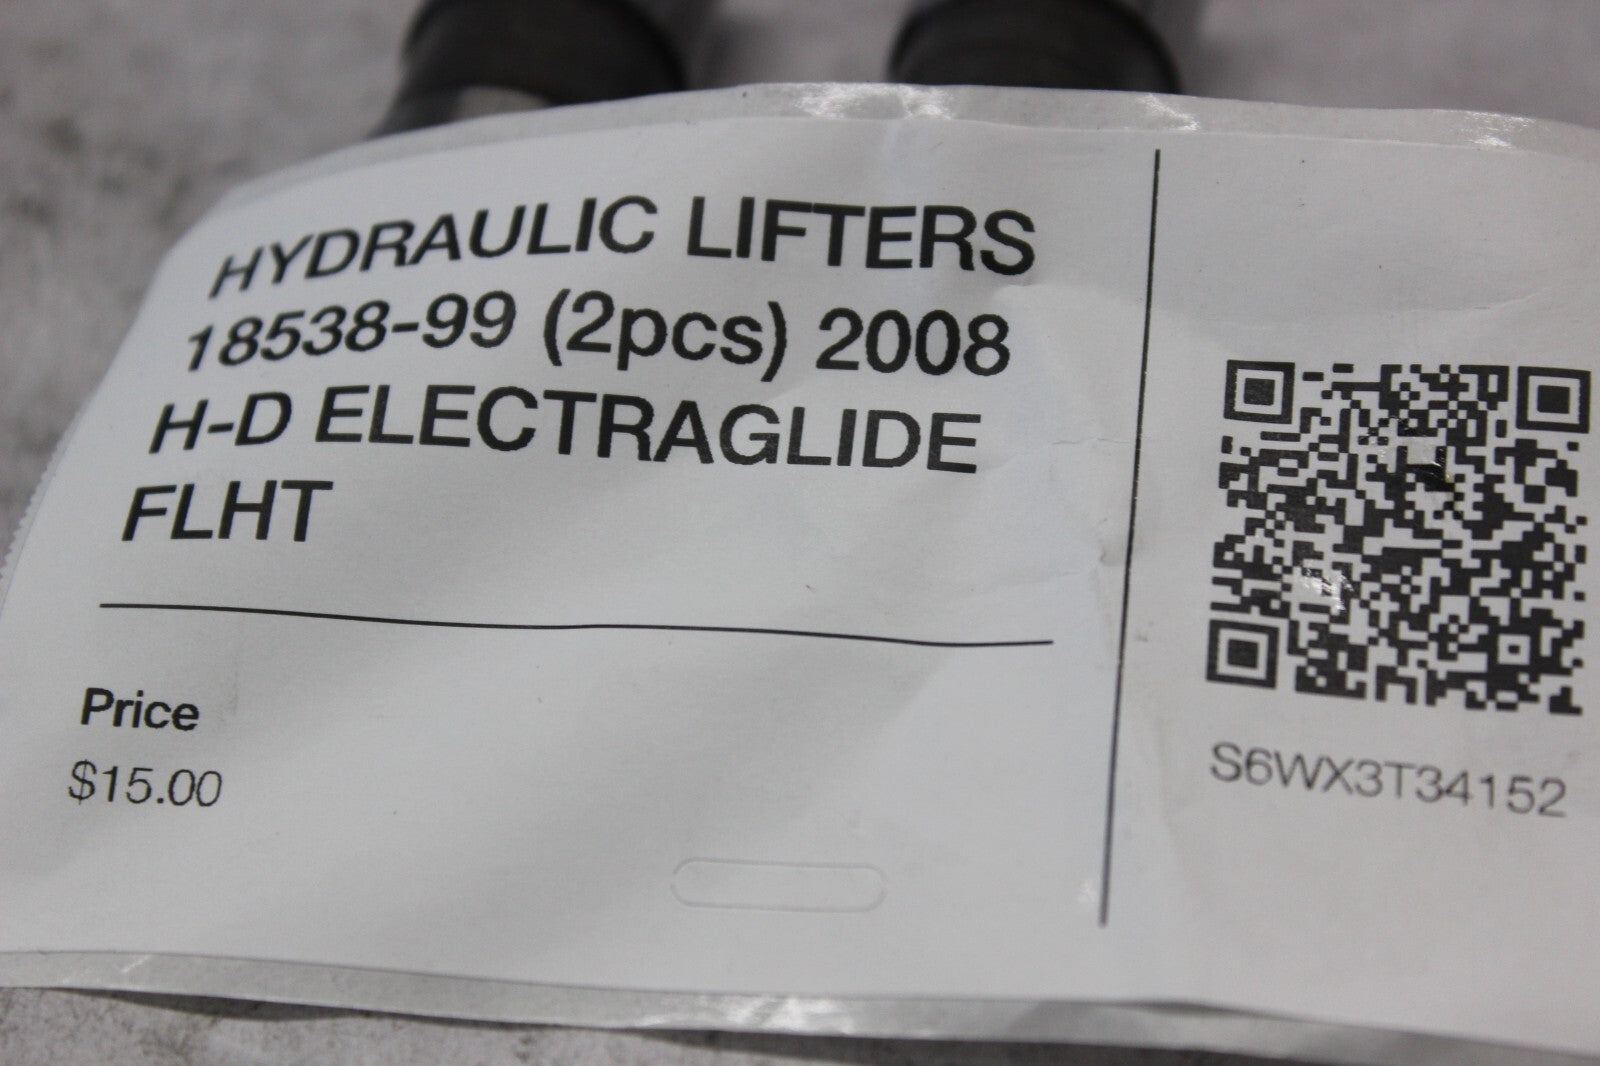 HYDRAULIC LIFTERS
18538-99 (2pcs) 2008
H-D ELECTRAGLIDE
FLHT
Price
$15.00
S6WX3T34152